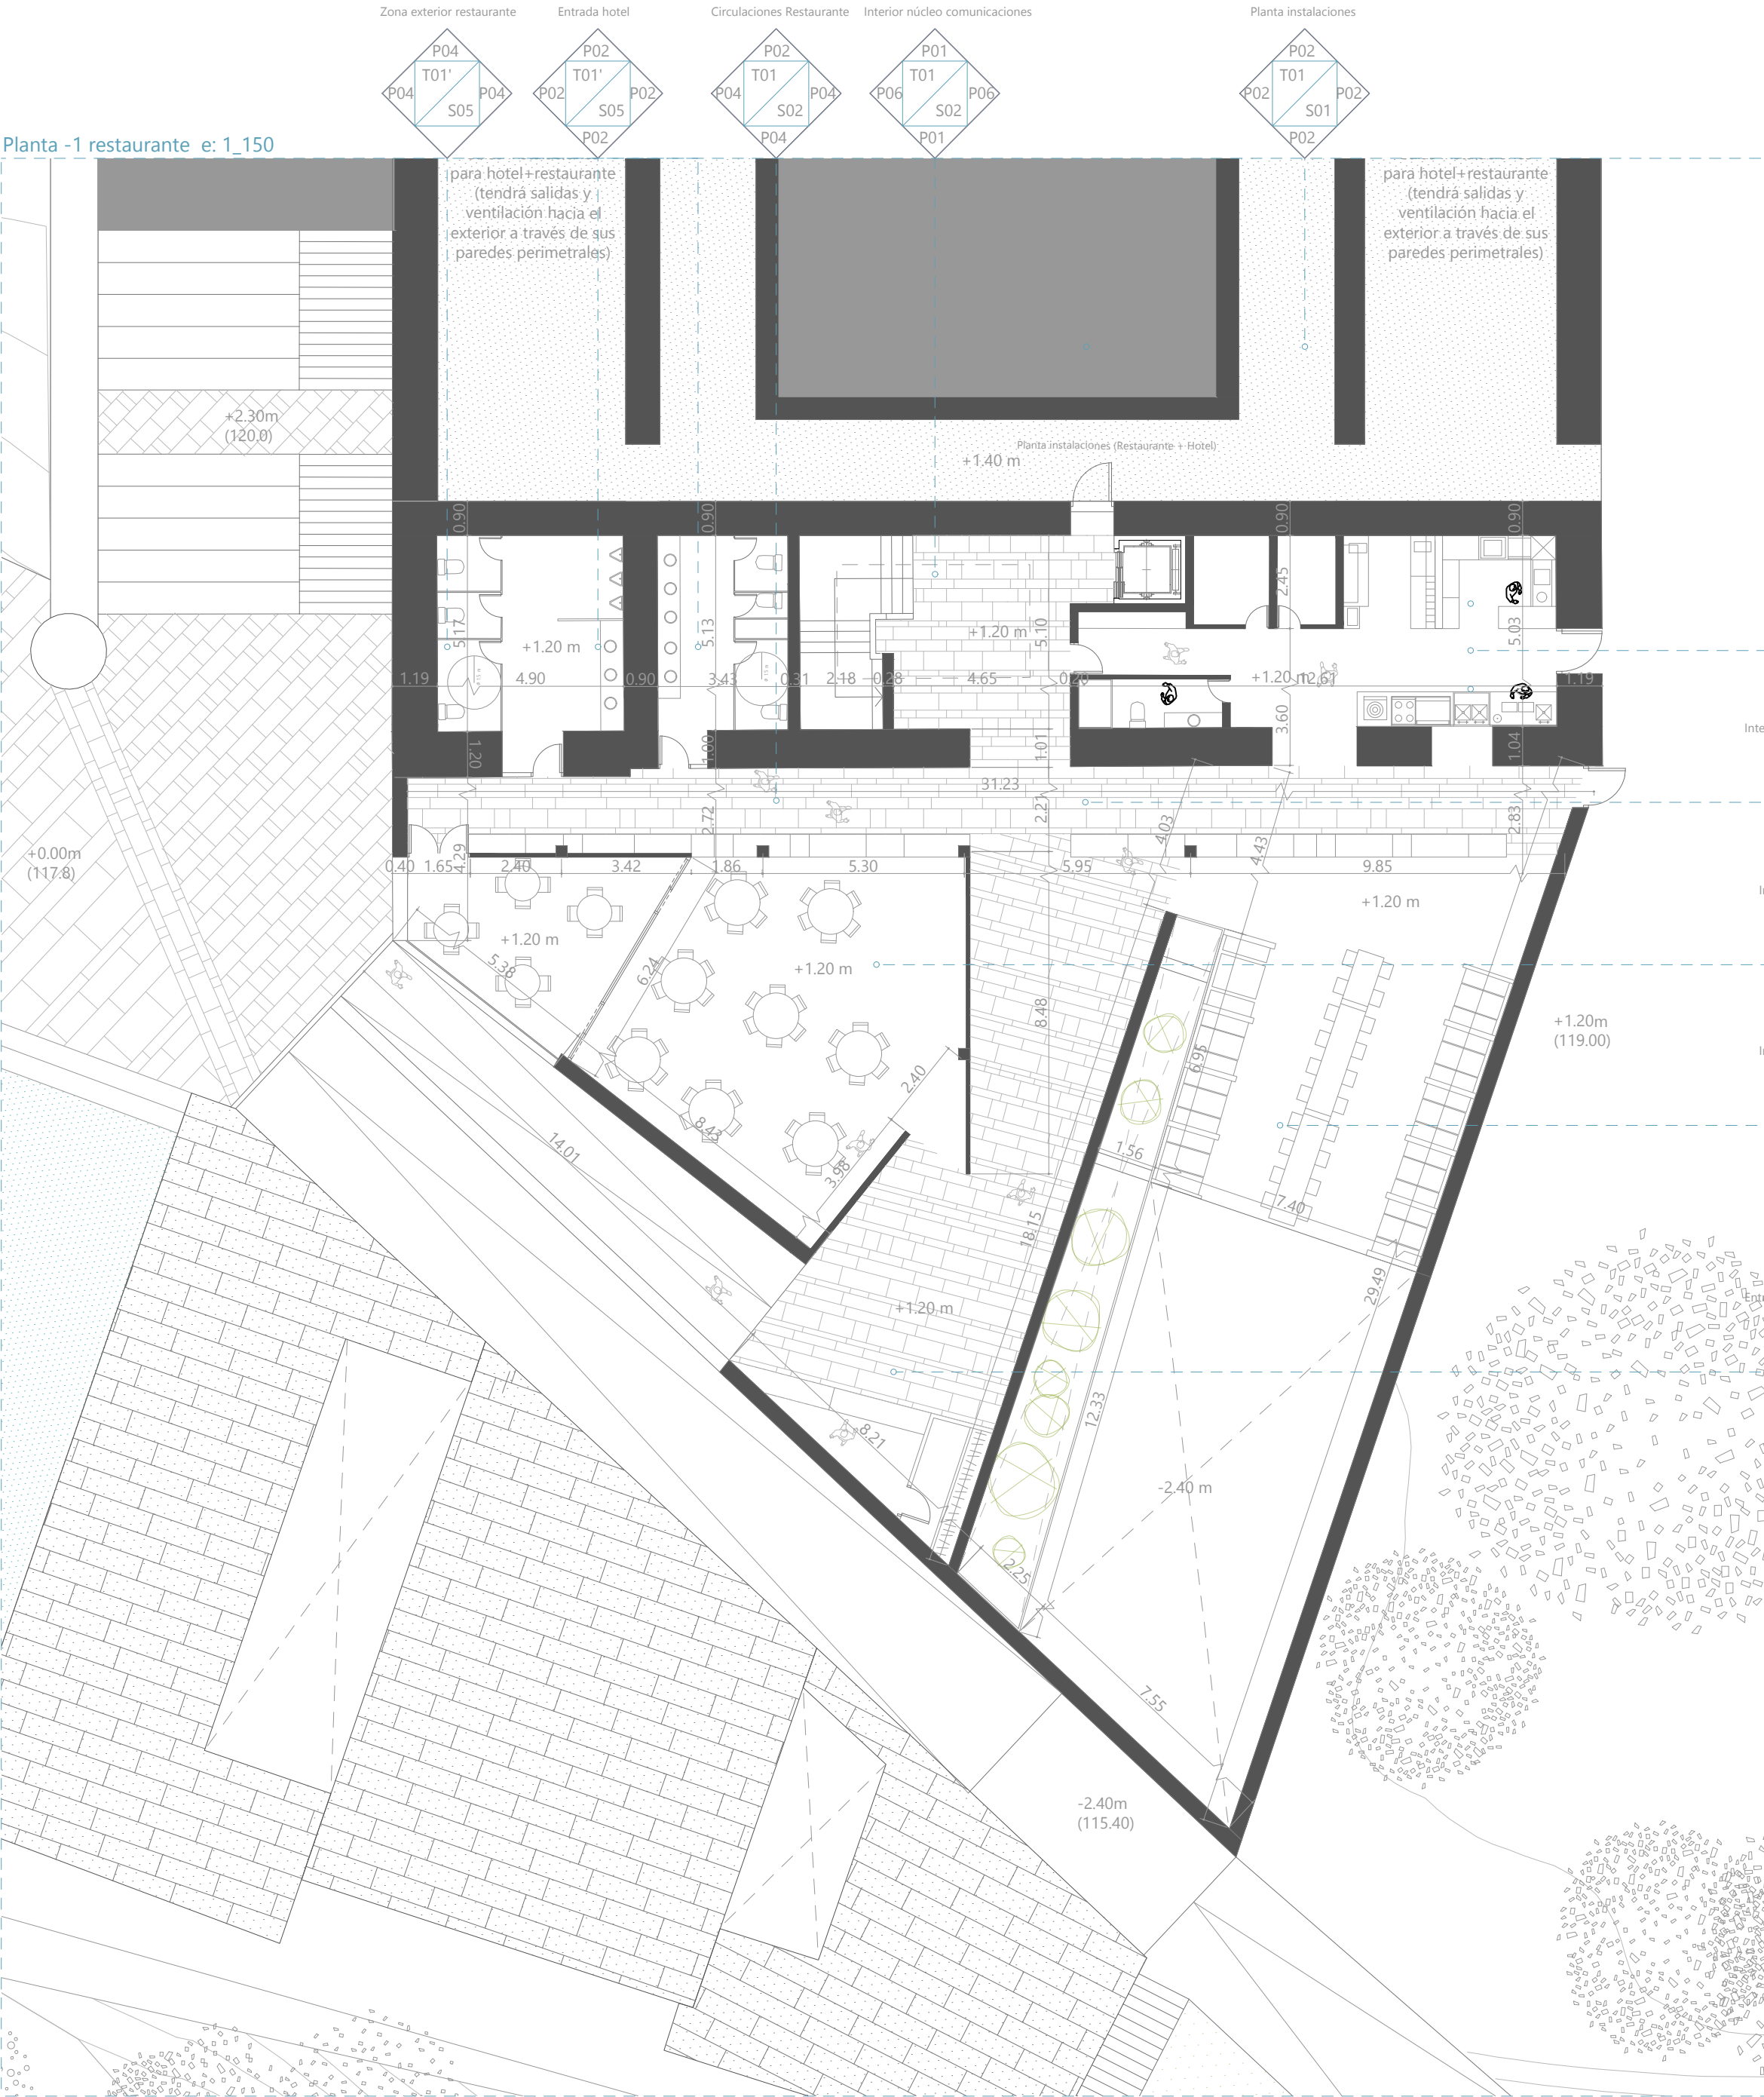 Zona exterior restaurante
Entrada hotel
Circulaciones Restaurante
Interior núcleo comunicaciones
Planta instalaciones
P04
T01'
P04
P04
S05
P02
T01'
P02
P02
S05
P02
P02
T01
P04
P04
S02
P04
P01
T01
P06
P06
S02
P01
P02
T01
P02
P02
S01
P02
Planta -1 restaurante e: 1_150
para hotel+restaurante
(tendrá salidas y
ventilación hacia el
exterior a través de sus
paredes perimetrales)
para hotel+restaurante
(tendrá salidas y
ventilación hacia el
exterior a través de sus
paredes perimetrales)
+2.30m
(120.0)
Planta instalaciones (Restaurante + Hotel)
+1.40 m
0.90
0.90
0.90
0.90
2.45
5.17
+1.20 m
5.13
+1.20 m
5.10
5.03
1.19
4.90
0.90
3.43
0.31
2.18
0.28
4.65
0.20
+1.20 m
12.61
1.19
3.60
1.20
1.00
1.01
1.04
31.23
2.72
2.21
2.83
4.03
4.43
4.29
+0.00m
(117.8)
0.40
1.65
2.40
3.42
1.86
5.30
5.95
9.85
+1.20 m
+1.20 m
5.38
6.24
+1.20 m
8.48
+1.20m
(119.00)
6.95
2.40
8.43
14.01
3.98
1.56
7.40
18.15
29.49
+1.20 m
12.33
8.21
-2.40 m
2.25
7.55
-2.40m
(115.40)